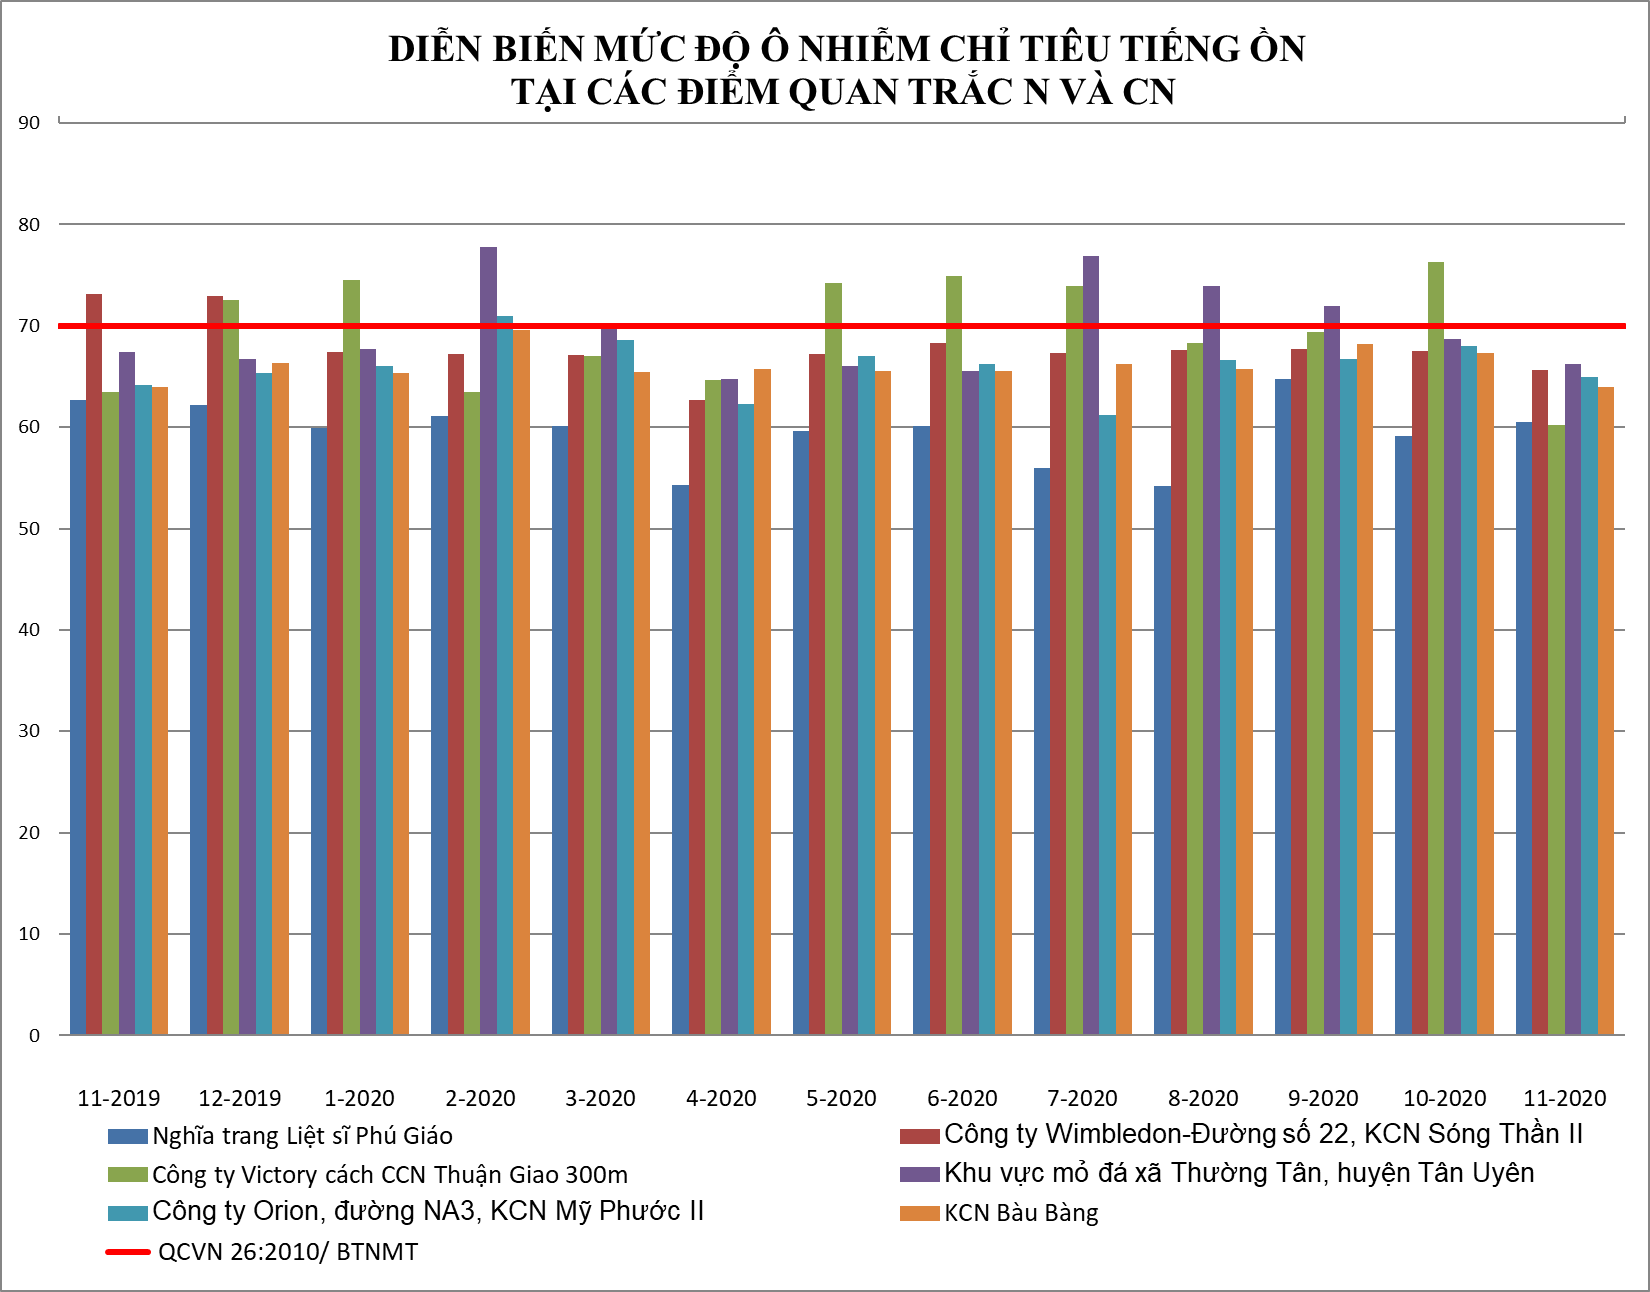 DIỄN BIẾN MỨC ĐỘ Ô NHIỄM CHỈ TIÊU TIẾNG ỒN
TẠI CÁC ĐIỂM QUAN TRẮC N VÀ CN
90
80
70
60
50
40
30
20
10
0
11-2019 12-2019 1-2020 2-2020 3-2020 4-2020 5-2020 6-2020 7-2020 8-2020 9-2020 10-2020 11-2020
Nghĩa trang Liệt sĩ Phú Giáo Công ty Wimbledon-Đường số 22, KCN Sóng Thần II
Công ty Victory cách CCN Thuận Giao 300m Khu vực mỏ đá xã Thường Tân, huyện Tân Uyên
Công ty Orion, đường NA3, KCN Mỹ Phước II KCN Bàu Bàng
QCVN 26:2010/ BTNMT